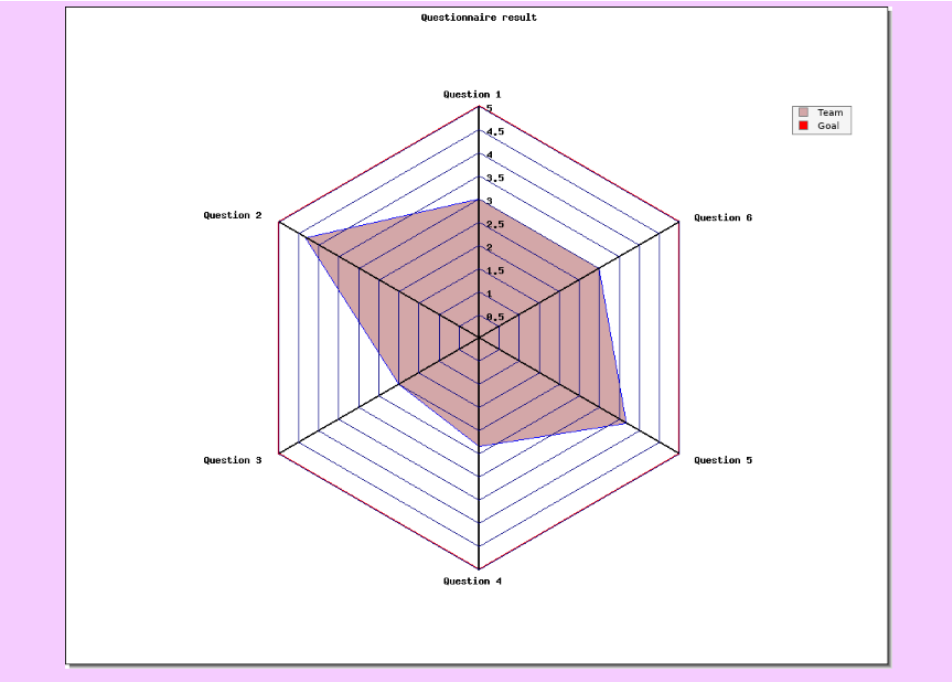 Questionnaire result
Question 1
5
Team
Goal
4.5
4
3.5
3
Question 2
Question 6
2.5
2
1.5
1
0.5
Question 3
Question 5
Question 4